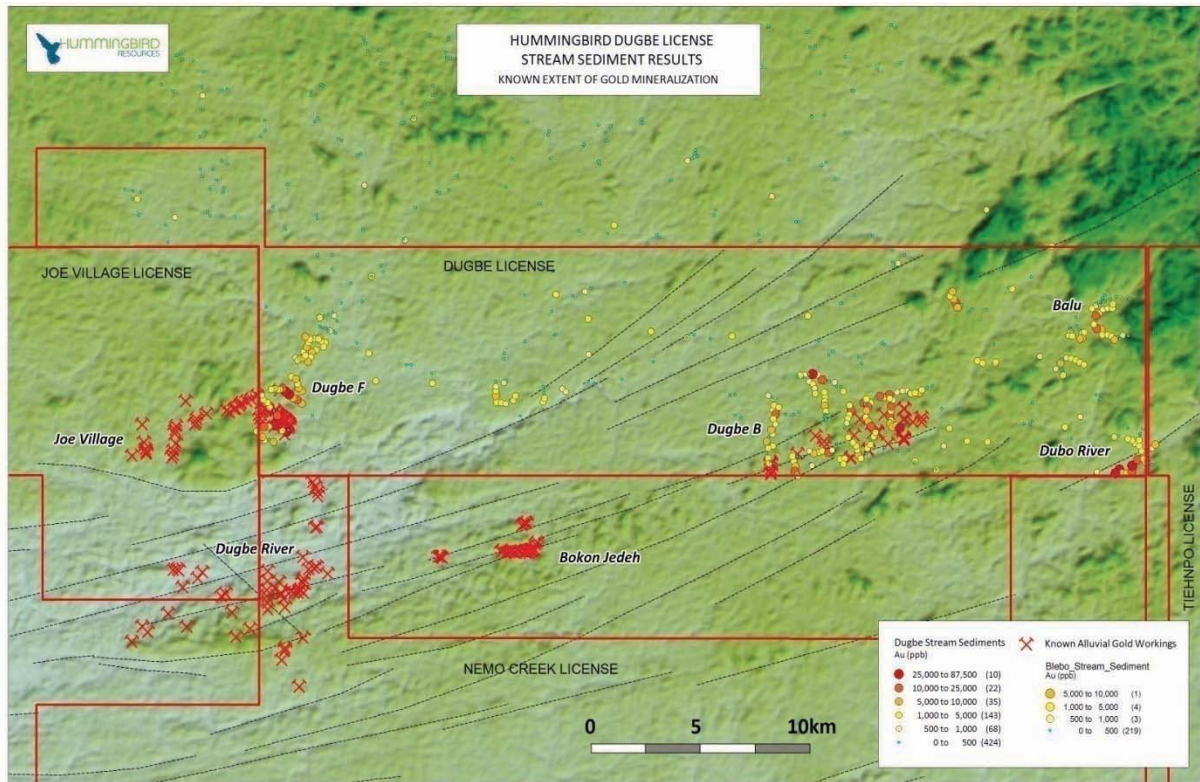 HUMMINGBIRD
RESOURCES
HUMMINGBIRD DUGBE LICENSE
STREAM SEDIMENT RESULTS
KNOWN EXTENT OF GOLD MINERALIZATION
JOE VILLAGE LICENSE
DUGBE LICENSE
Balu
Dugbe F
Joe Village
Dugbe B
Dubo River
Dugbe River
Bokon Jedeh
TIEHNPO LICENSE
NEMO CREEK LICENSE
0 5 10km
Dugbe Stream Sediments
Au (ppb)
25,000 to 87,500 (10)
10,000 to 25,000 (22)
5,000 to 10,000 (35)
1,000 to 5,000 (143)
500 to 1,000 (68)
0 to 500 (424)
Known Alluvial Gold Workings
Blebo_Stream_Sediment
Au (ppb)
5,000 to 10,000 (1)
1,000 to 5,000 (4)
500 to 1,000 (3)
0 to 500 (219)